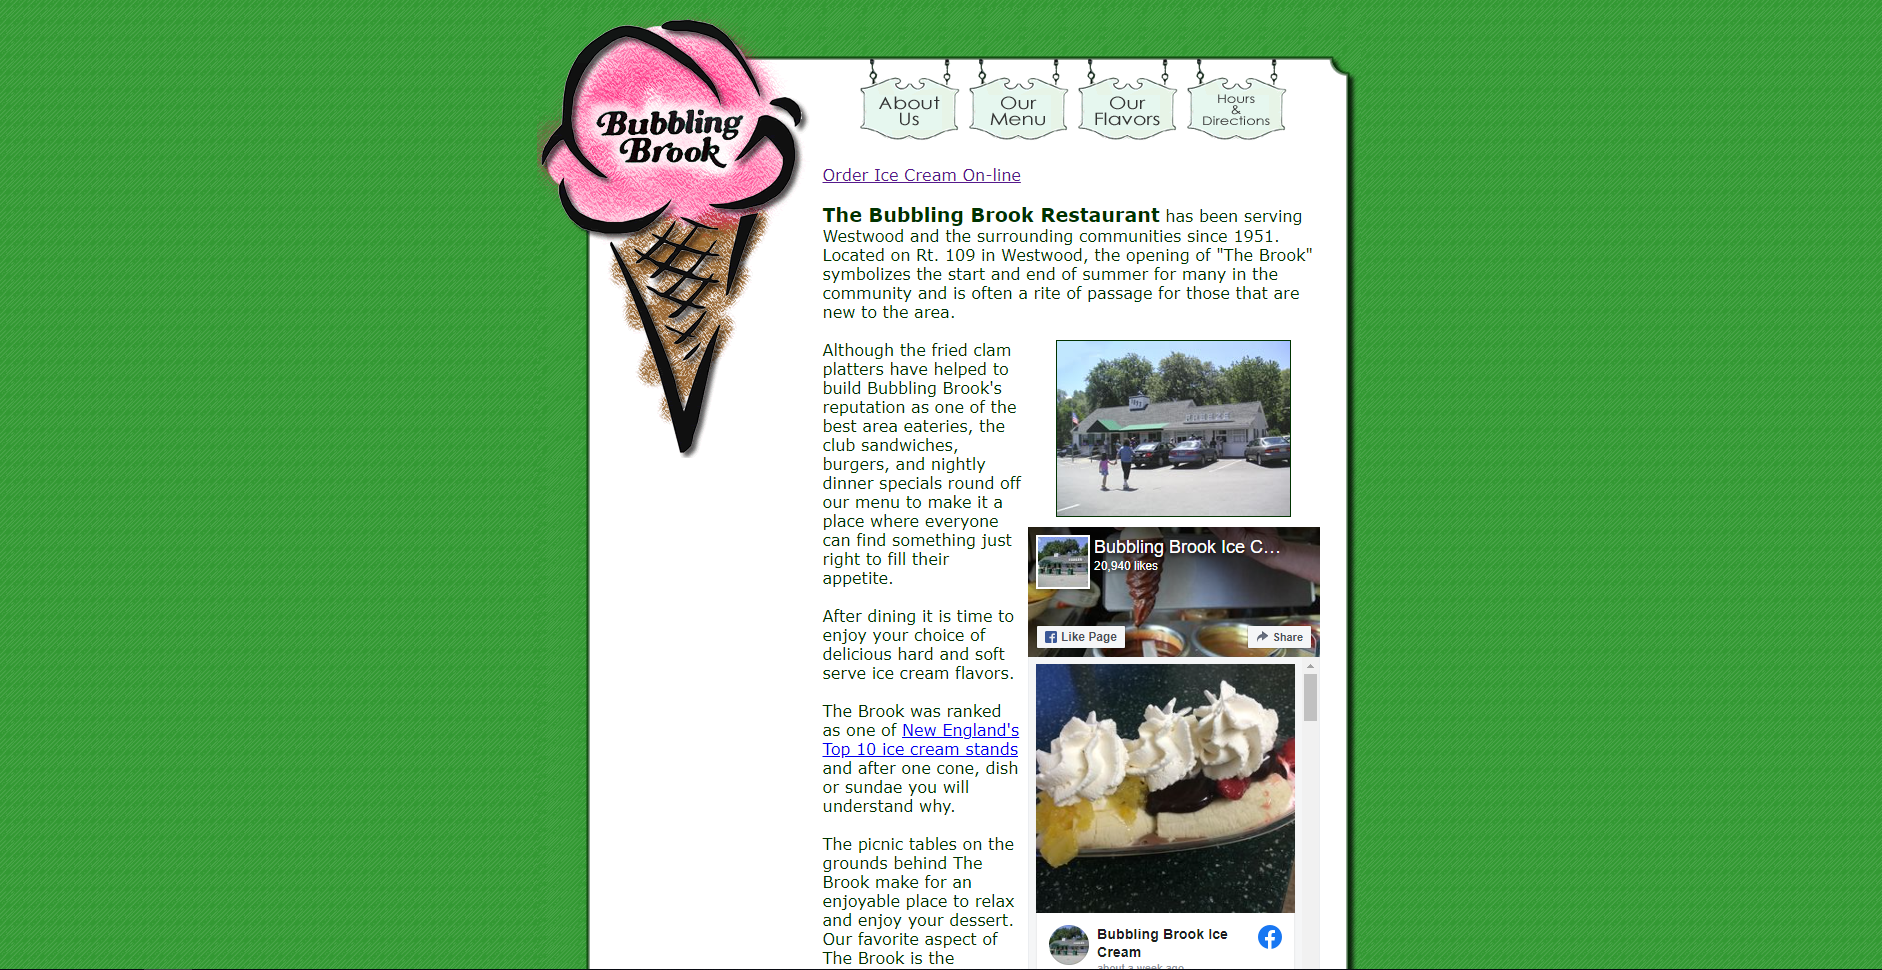 Bubbling
Brook
About
Us
Our
Menu
Our
Flavors
Hours
&
Directions
Order Ice Cream On-line
The Bubbling Brook Restaurant has been serving
Westwood and the surrounding communities since 1951.
Located on Rt. 109 in Westwood, the opening of "The Brook"
symbolizes the start and end of summer for many in the
community and is often a rite of passage for those that are
new to the area.
Although the fried clam
platters have helped to
build Bubbling Brook's
reputation as one of the
best area eateries, the
club sandwiches,
burgers, and nightly
dinner specials round off
our menu to make it a
place where everyone
can find something just
right to fill their
appetite.
After dining it is time to
enjoy your choice of
delicious hard and soft
serve ice cream flavors.
The Brook was ranked
as one of New England's
Top 10 ice cream stands
and after one cone, dish
or sundae you will
understand why.
The picnic tables on the
grounds behind The
Brook make for an
enjoyable place to relax
and enjoy your dessert.
Our favorite aspect of
The Brook is the
FREEZE
Bubbling Brook Ice C...
20,940 likes
Like Page
Share
Bubbling Brook Ice
Cream
about a week ago